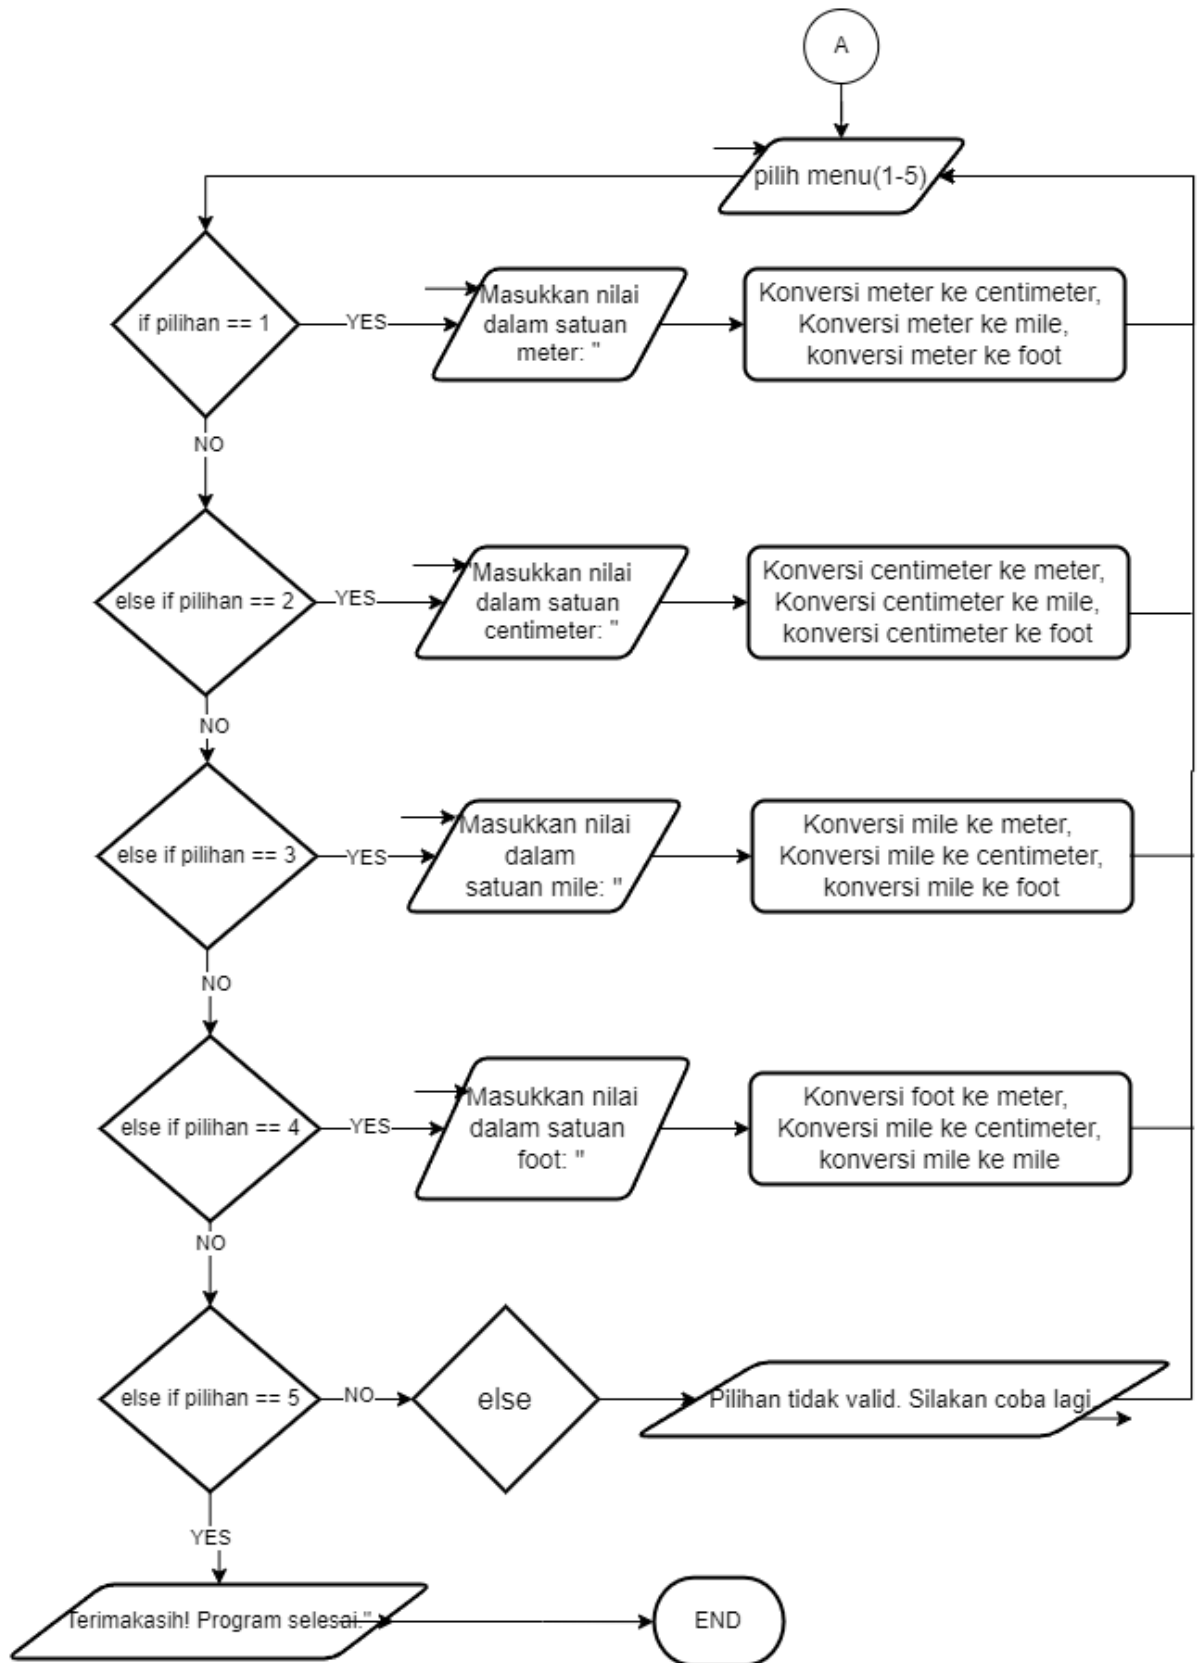 A
pilih menu(1-5)
if pilihan == 1
YES
Masukkan nilai
dalam satuan
meter: "
Konversi meter ke centimeter,
Konversi meter ke mile,
konversi meter ke foot
NO
else if pilihan == 2
YES
"Masukkan nilai
dalam satuan
centimeter: "
Konversi centimeter ke meter,
Konversi centimeter ke mile,
konversi centimeter ke foot
NO
else if pilihan == 3
YES
Masukkan nilai
dalam
satuan mile: "
Konversi mile ke meter,
Konversi mile ke centimeter,
konversi mile ke foot
NO
else if pilihan == 4
YES
Masukkan nilai
dalam satuan
foot: "
Konversi foot ke meter,
Konversi mile ke centimeter,
konversi mile ke mile
NO
else if pilihan == 5
NO
else
Pilihan tidak valid. Silakan coba lagi.
YES
Terimakasih! Program selesai."
END